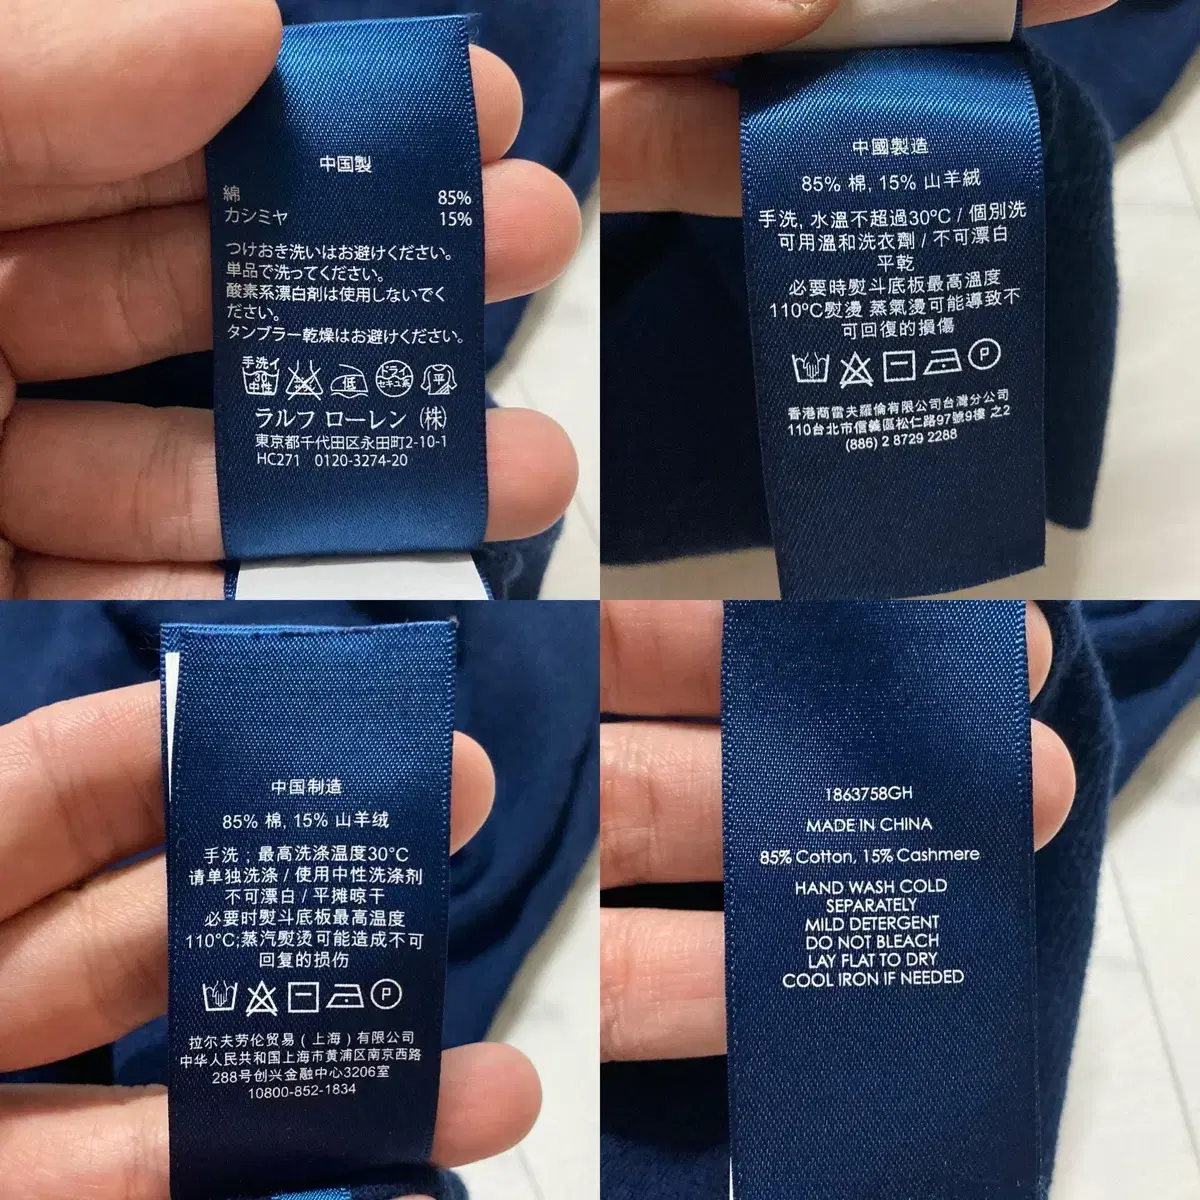 中国製
綿 85%
カシミヤ 15%
つけおき洗いはお避けください。
単品で洗ってください。
酸素系漂白剤は使用しないでく
ださい。
タンブラー乾燥はお避けください。
手洗イ
30
中性
低
ドライ
セキユ系
平
ラルフ ローレン (株)
東京都千代田区永田町2-10-1
HC271 0120-3274-20
中國製造
85% 棉, 15% 山羊絨
手洗, 水溫不超過30°C / 個別洗
可用溫和洗衣劑 / 不可漂白
平乾
必要時熨斗底板最高溫度
110°C熨燙 蒸氣燙可能導致不
可回復的損傷
P
香港商雷夫羅倫有限公司台灣分公司
110台北市信義區松仁路97號9樓 之2
(886) 2 8729 2288
中国制造
85% 棉, 15% 山羊绒
手洗；最高洗涤温度30°C
请单独洗涤 / 使用中性洗涤剂
不可漂白 / 平摊晾干
必要时熨斗底板最高温度
110°C;蒸汽熨烫可能造成不可
回复的损伤
P
拉尔夫劳伦贸易 ( 上海 ) 有限公司
中华人民共和国上海市黄浦区南京西路
288号创兴金融中心3206室
10800-852-1834
1863758GH
MADE IN CHINA
85% Cotton, 15% Cashmere
HAND WASH COLD
SEPARATELY
MILD DETERGENT
DO NOT BLEACH
LAY FLAT TO DRY
COOL IRON IF NEEDED